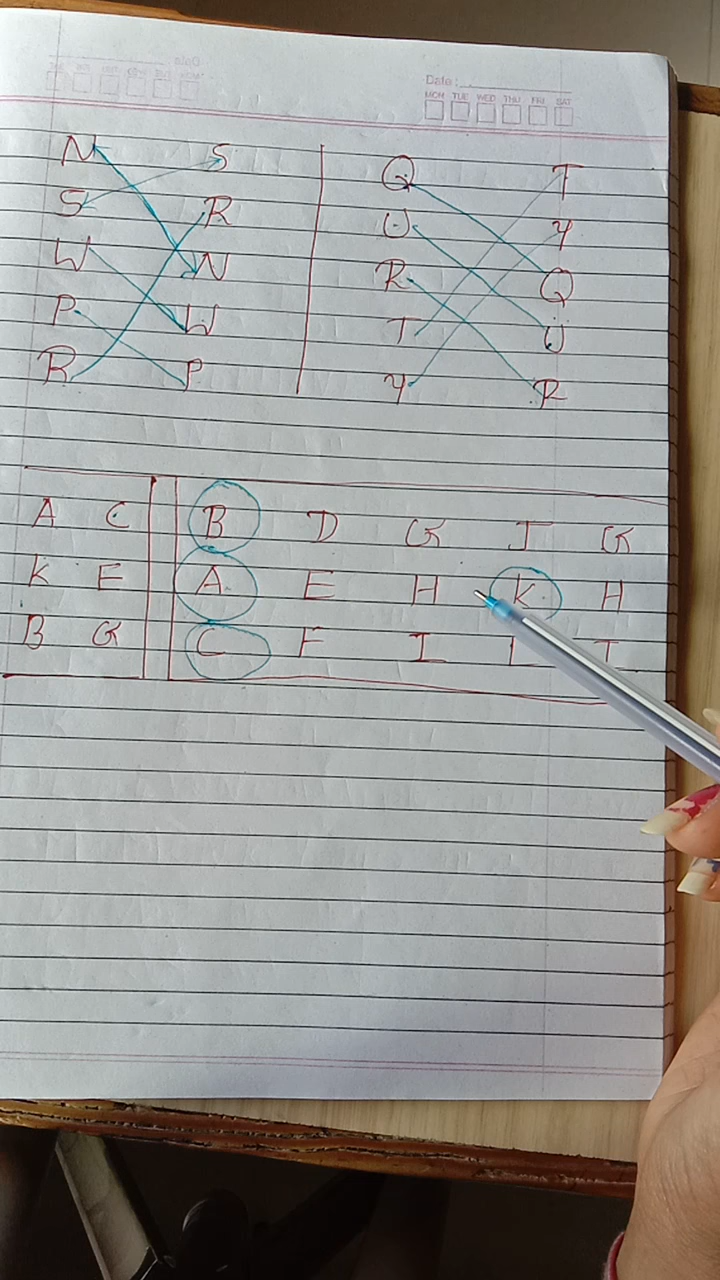 Date :
MON TUE WED THU FRI SAT
N S Q T
S R U Y
W N R Q
P W T U
R P Y R
A C B D G J G
K E A E H K H
B G C F I L I